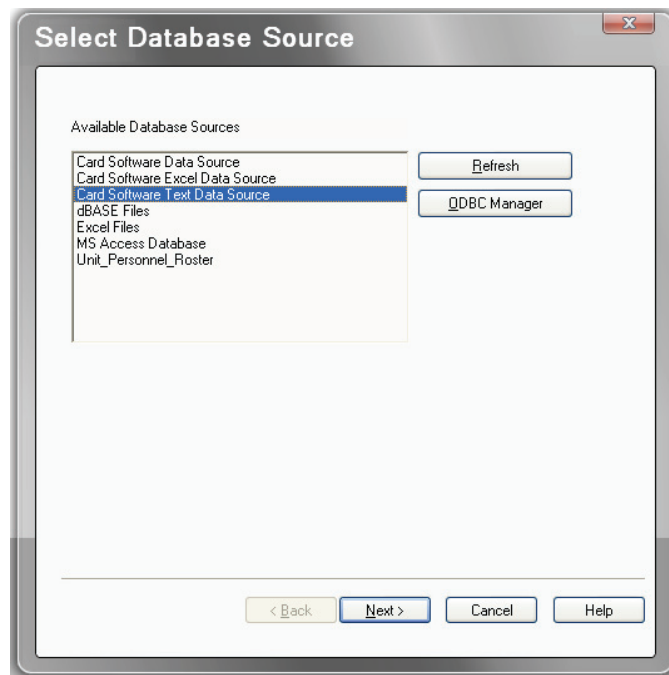 Select Database Source
Available Database Sources
Card Software Data Source
Card Software Excel Data Source
Card Software Text Data Source
dBASE Files
Excel Files
MS Access Database
Unit_Personnel_Roster
Refresh
ODBC Manager
< Back
Next >
Cancel
Help